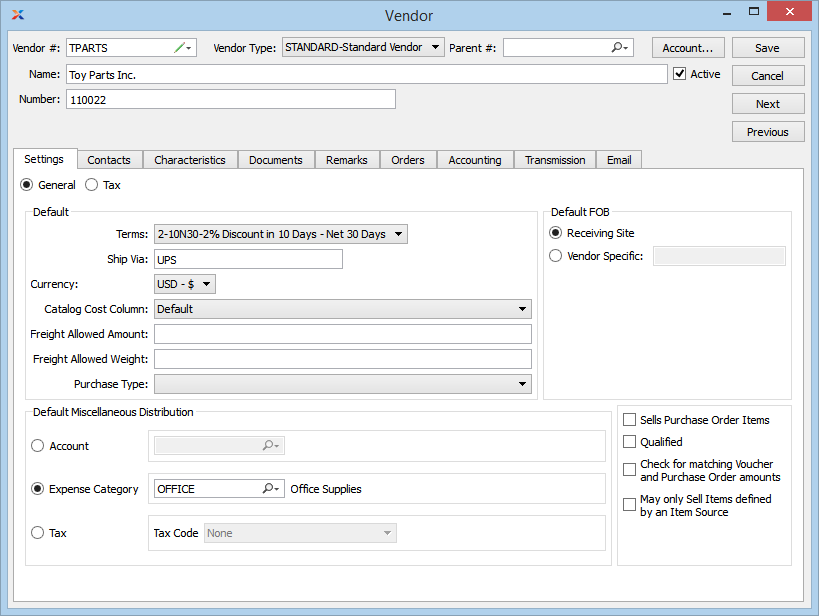 Vendor
Vendor #: TPARTS Vendor Type: STANDARD-Standard Vendor Parent #: Account... Save
Name: Toy Parts Inc. Active Cancel
Number: 110022 Next
Previous
Settings Contacts Characteristics Documents Remarks Orders Accounting Transmission Email
General Tax
Default
Terms: 2-10N30-2% Discount in 10 Days - Net 30 Days
Ship Via: UPS
Currency: USD - $
Catalog Cost Column: Default
Freight Allowed Amount:
Freight Allowed Weight:
Purchase Type:
Default FOB
Receiving Site
Vendor Specific:
Default Miscellaneous Distribution
Account
Expense Category OFFICE Office Supplies
Tax Tax Code None
Sells Purchase Order Items
Qualified
Check for matching Voucher
and Purchase Order amounts
May only Sell Items defined
by an Item Source